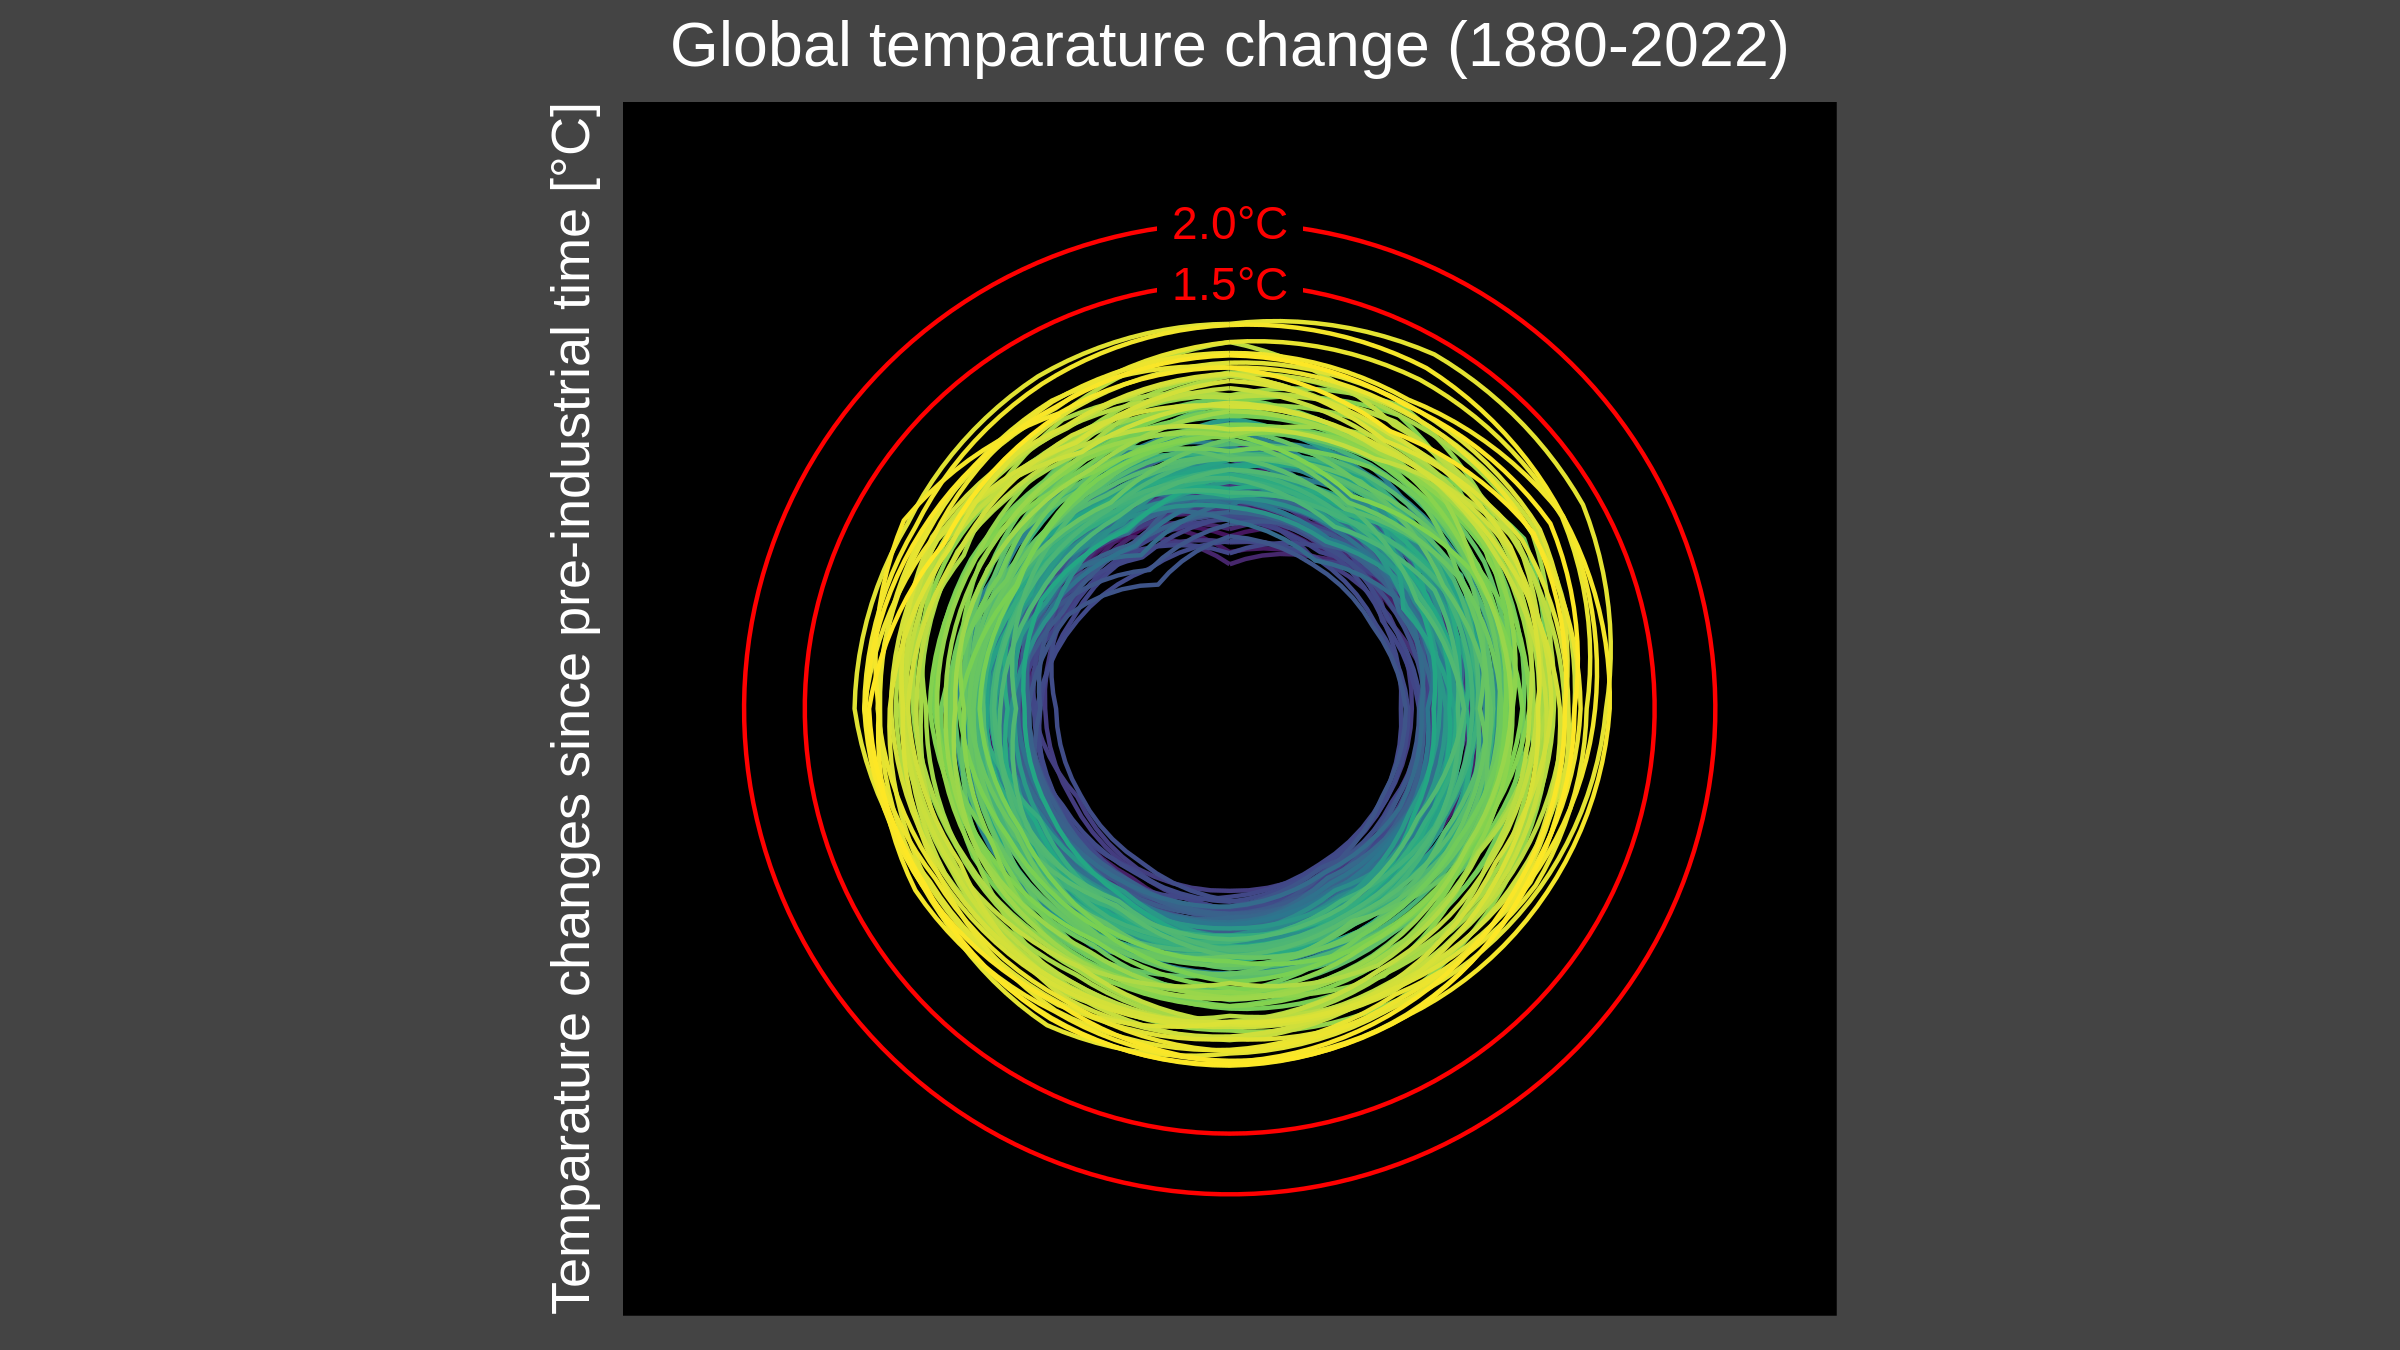 Global temparature change (1880-2022)
Temparature changes since pre-industrial time [°C]
2.0°C
1.5°C